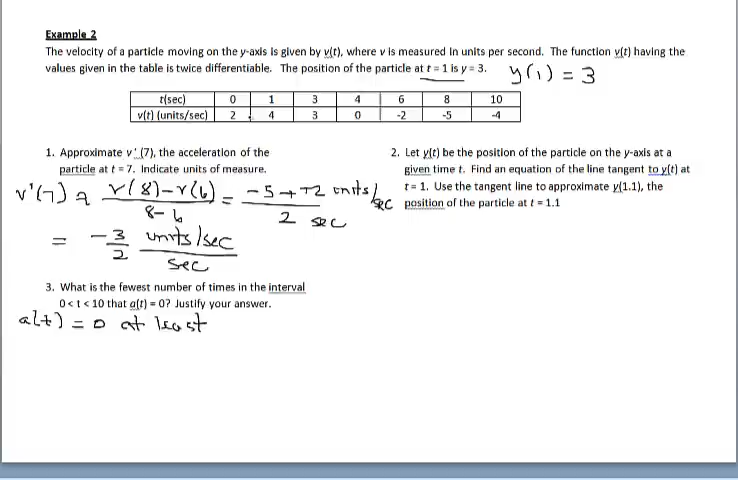 Example 2
The velocity of a particle moving on the y-axis is given by v(t), where v is measured in units per second. The function v(t) having the
values given in the table is twice differentiable. The position of the particle at t = 1 is y = 3. y(1) = 3
t(sec) 0 1 3 4 6 8 10
v(t) (units/sec) 2 4 3 0 -2 -5 -4
1. Approximate v'(7), the acceleration of the
particle at t = 7. Indicate units of measure.
v'(7) ≈ v(8)-v(6) / 8-6 = -5++2 units/sec / 2 sec
= -3/2 units/sec / sec
2. Let y(t) be the position of the particle on the y-axis at a
given time t. Find an equation of the line tangent to y(t) at
t = 1. Use the tangent line to approximate y(1.1), the
position of the particle at t = 1.1
3. What is the fewest number of times in the interval
0 < t < 10 that a(t) = 0? Justify your answer.
a(t) = 0 at least